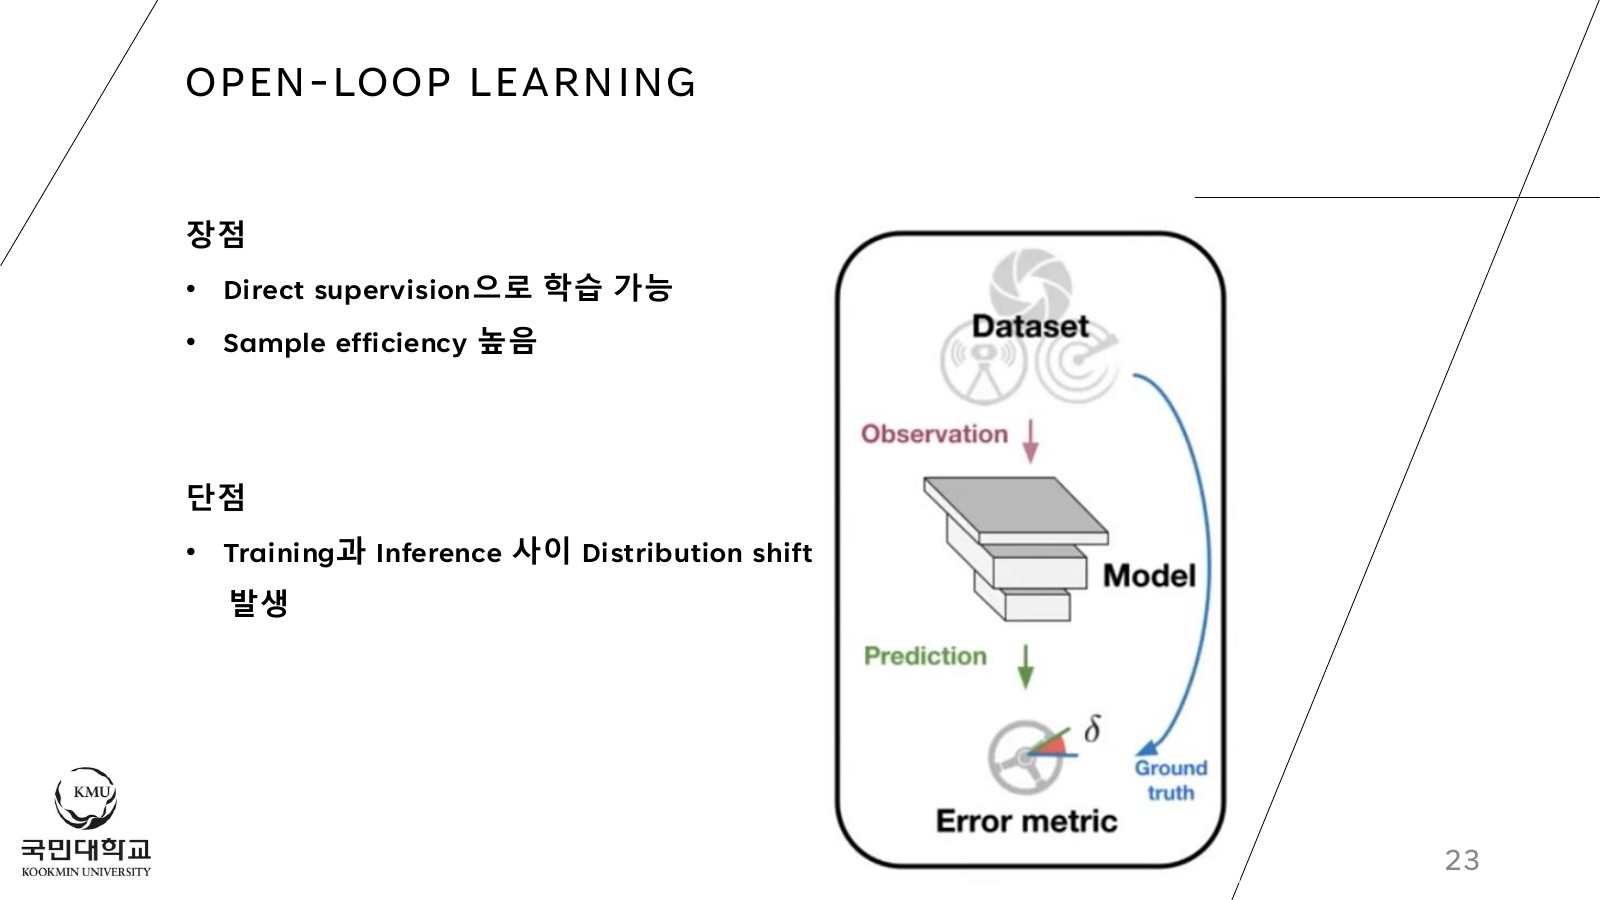 OPEN-LOOP LEARNING
장점
• Direct supervision으로 학습 가능
• Sample efficiency 높음
단점
• Training과 Inference 사이 Distribution shift
발생
Dataset
Observation
Model
Prediction
δ
Ground
truth
Error metric
KMU
국민대학교
KOOKMIN UNIVERSITY
23